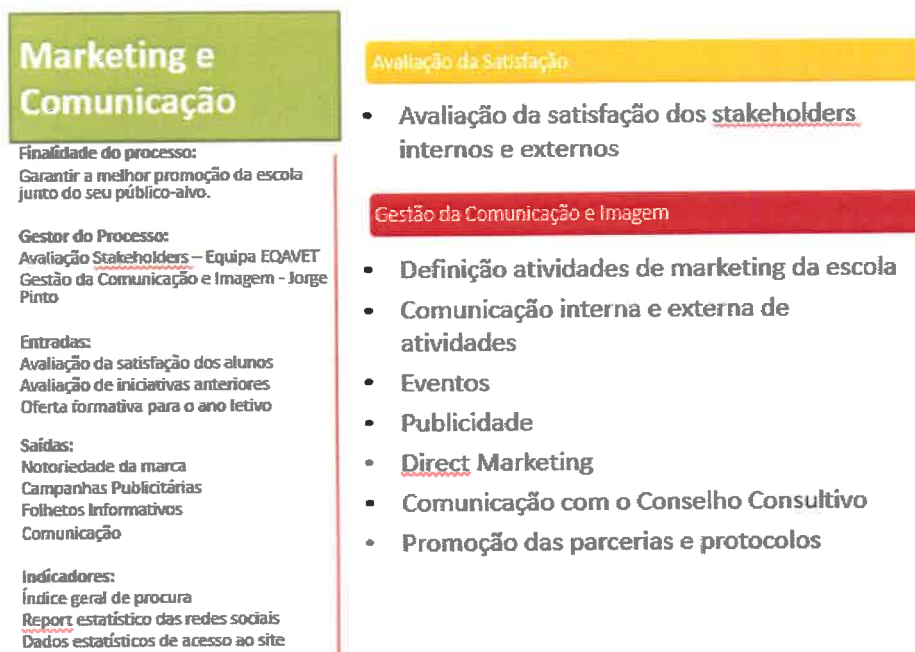 Marketing e
Comunicação
Finalidade do processo:
Garantir a melhor promoção da escola
junto do seu público-alvo.
Gestor do Processo:
Avaliação Stakeholders – Equipa EQAVET
Gestão da Comunicação e Imagem - Jorge
Pinto
Entradas:
Avaliação da satisfação dos alunos
Avaliação de iniciativas anteriores
Oferta formativa para o ano letivo
Saídas:
Notoriedade da marca
Campanhas Publicitárias
Folhetos Informativos
Comunicação
Indicadores:
Índice geral de procura
Report estatístico das redes sociais
Dados estatísticos de acesso ao site
Avaliação da Satisfação
• Avaliação da satisfação dos stakeholders
internos e externos
Gestão da Comunicação e Imagem
• Definição atividades de marketing da escola
• Comunicação interna e externa de
atividades
• Eventos
• Publicidade
• Direct Marketing
• Comunicação com o Conselho Consultivo
• Promoção das parcerias e protocolos